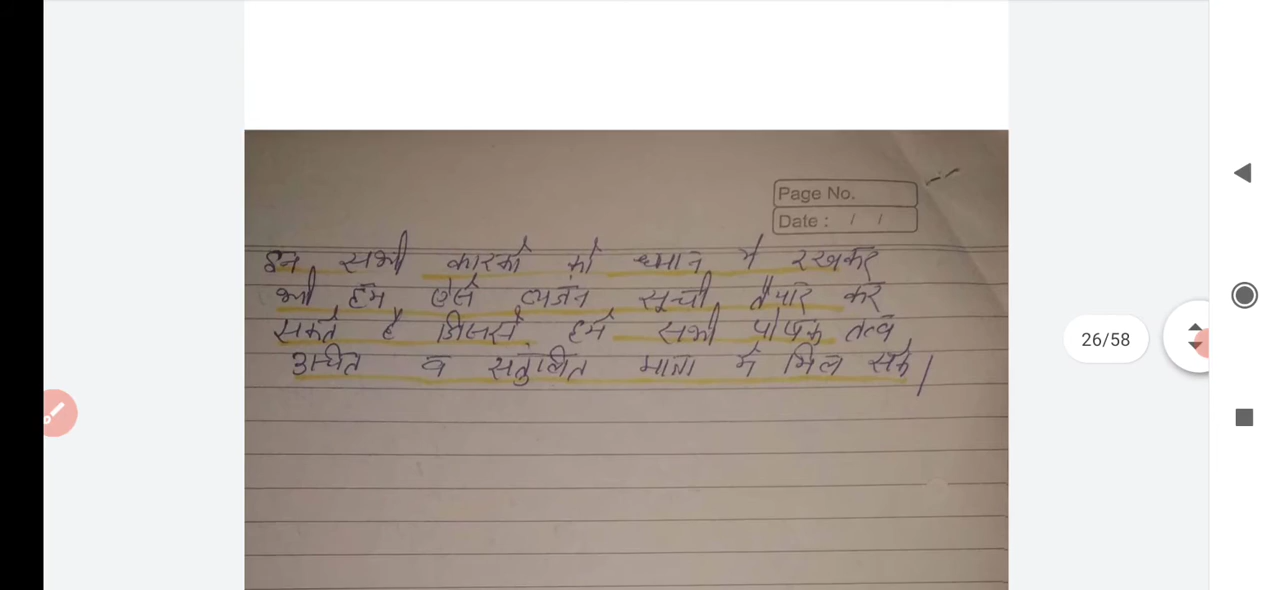 Page No.
Date : / /
इन सभी कारकों को ध्यान में रखकर
भी हम ऐसे व्यंजन सूची तैयार कर
सकते है जिससे हमे सभी पोषक तत्व
उचित व संतुलित मात्रा में मिल सके।
26/58